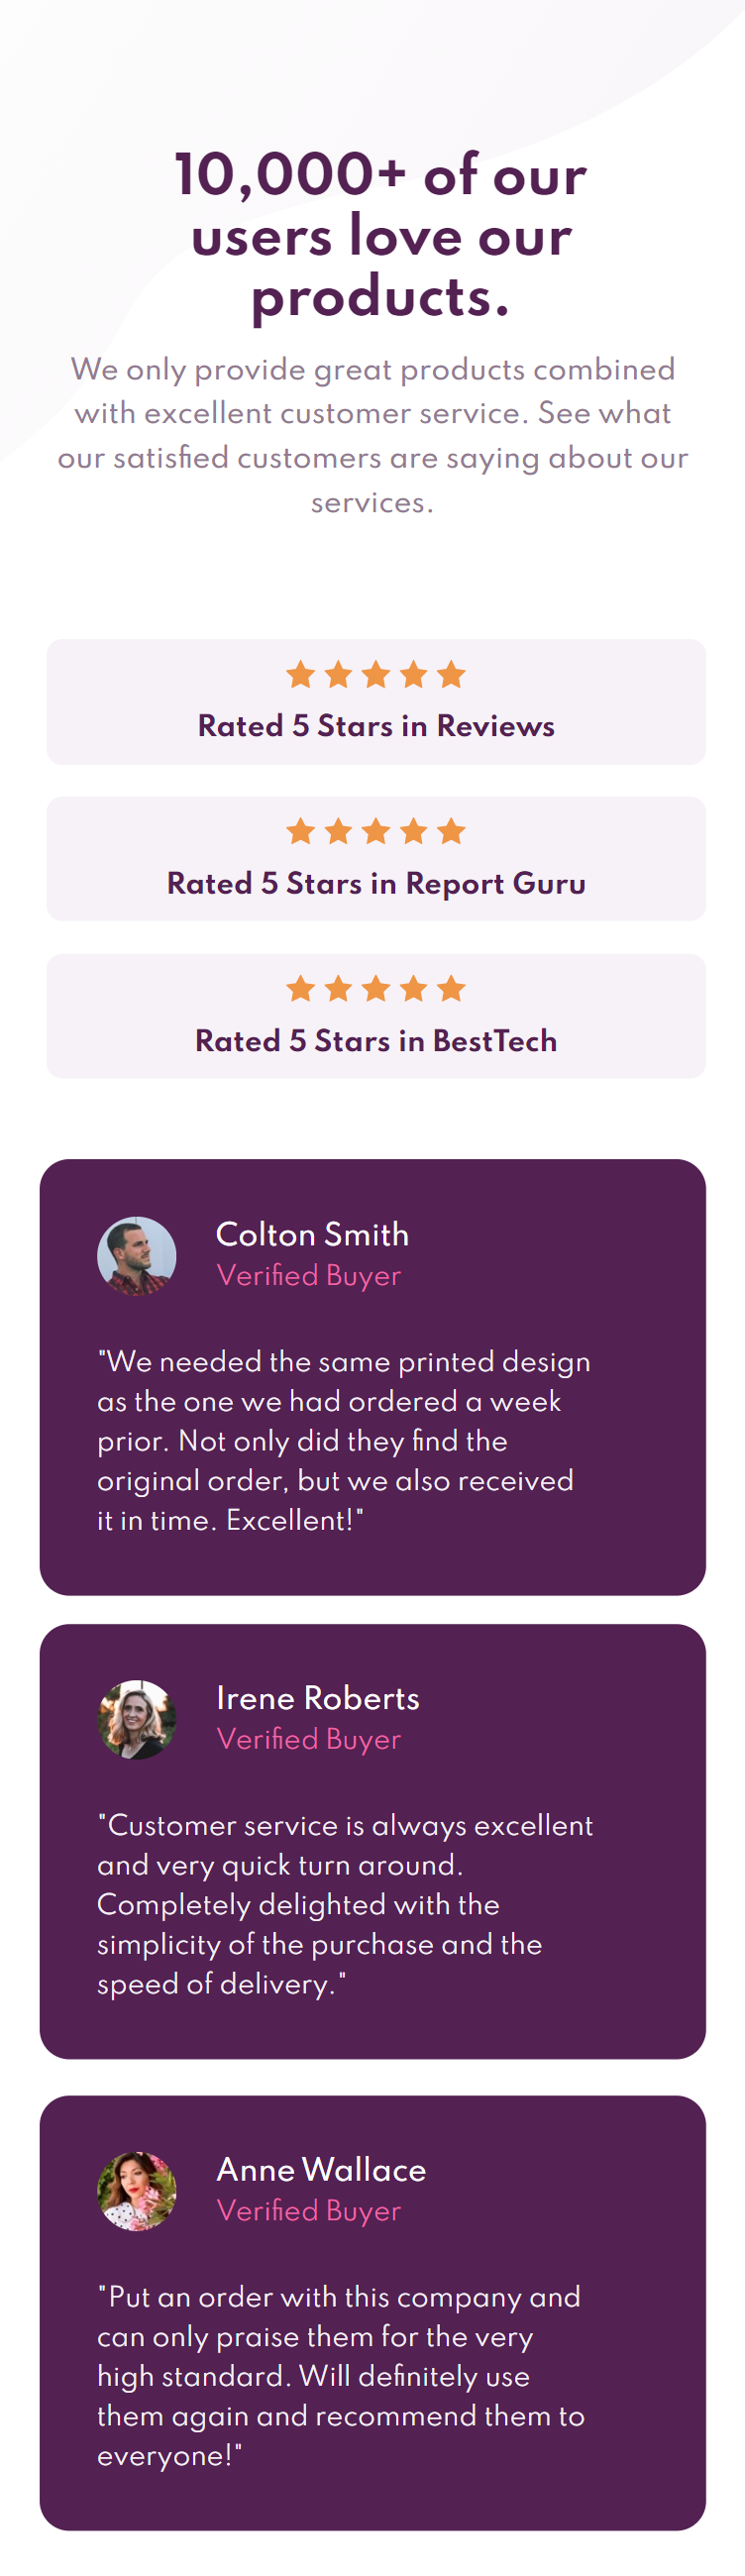 10,000+ of our
users love our
products.
We only provide great products combined
with excellent customer service. See what
our satisfied customers are saying about our
services.
Rated 5 Stars in Reviews
Rated 5 Stars in Report Guru
Rated 5 Stars in BestTech
Colton Smith
Verified Buyer
"We needed the same printed design
as the one we had ordered a week
prior. Not only did they find the
original order, but we also received
it in time. Excellent!"
Irene Roberts
Verified Buyer
"Customer service is always excellent
and very quick turn around.
Completely delighted with the
simplicity of the purchase and the
speed of delivery."
Anne Wallace
Verified Buyer
"Put an order with this company and
can only praise them for the very
high standard. Will definitely use
them again and recommend them to
everyone!"